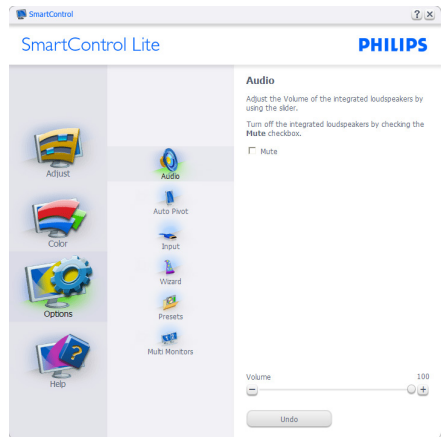 SmartControl
SmartControl Lite
PHILIPS
Adjust
Color
Options
Help
Audio
Auto Pivot
Input
Wizard
Presets
Multi Monitors
Audio
Adjust the Volume of the integrated loudspeakers by
using the slider.
Turn off the integrated loudspeakers by checking the
Mute checkbox.
Mute
Volume 100
Undo